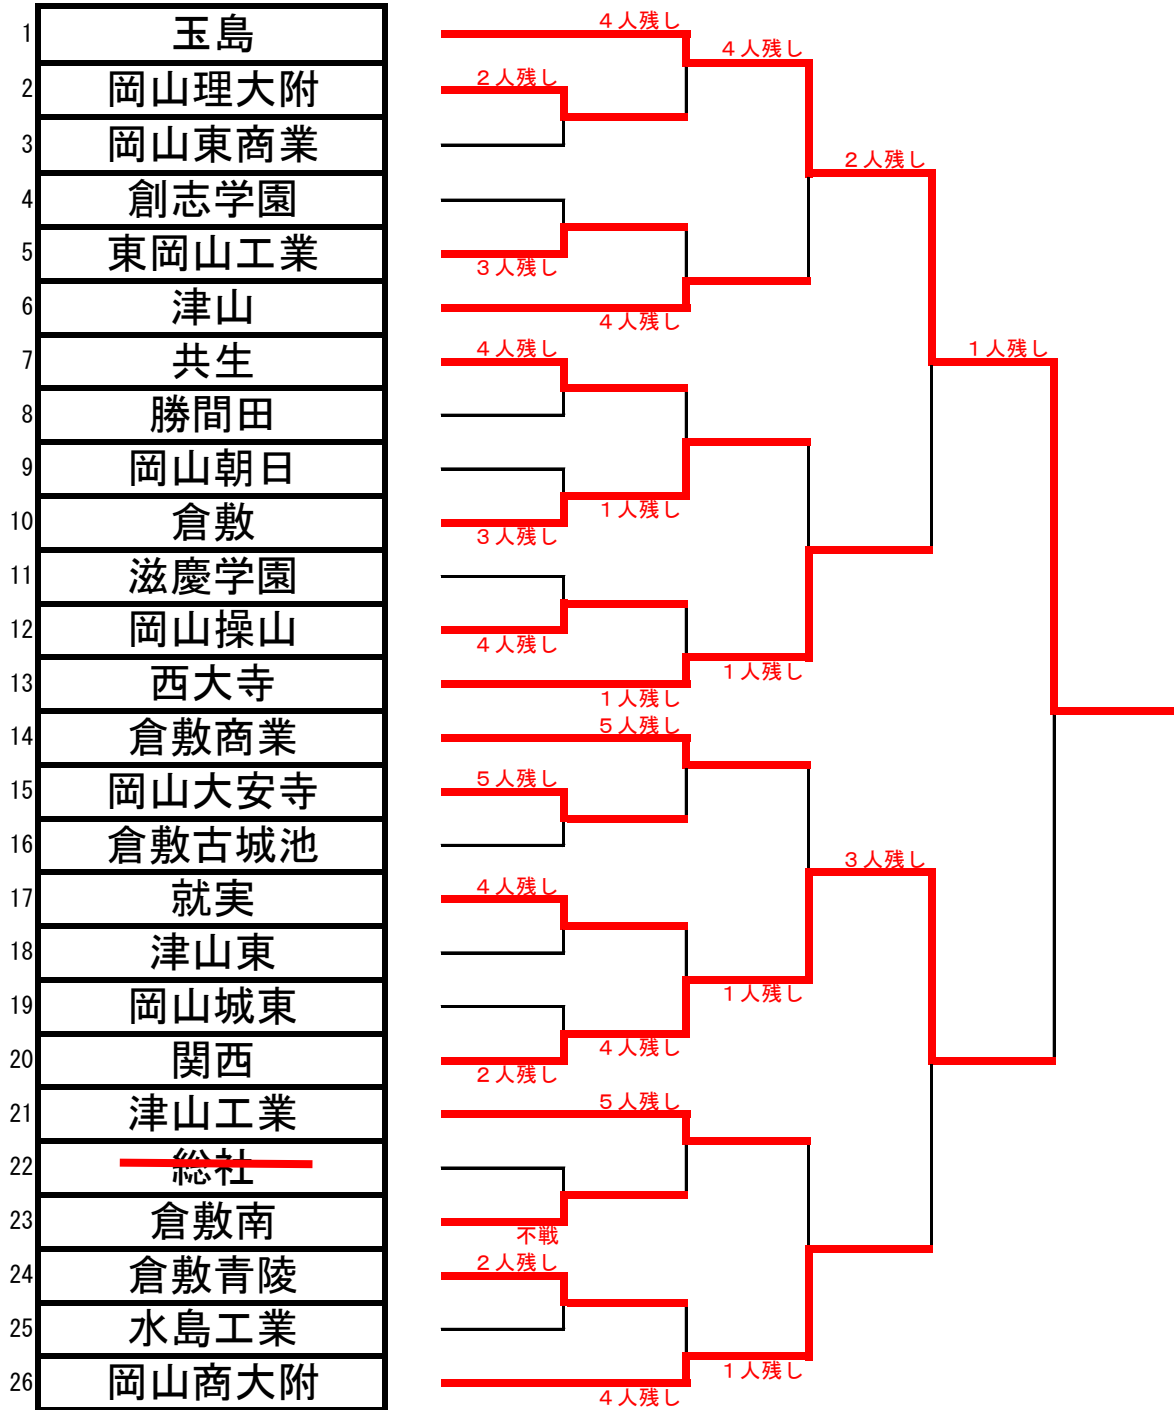 4人残し
1 玉島
4人残し
2人残し
2 岡山理大附
3 岡山東商業
2人残し
4 創志学園
5 東岡山工業
3人残し
6 津山
4人残し
4人残し
1人残し
7 共生
8 勝間田
9 岡山朝日
1人残し
10 倉敷
3人残し
11 滋慶学園
12 岡山操山
4人残し
1人残し
13 西大寺
1人残し
5人残し
14 倉敷商業
5人残し
15 岡山大安寺
16 倉敷古城池
3人残し
4人残し
17 就実
18 津山東
1人残し
19 岡山城東
4人残し
20 関西
2人残し
5人残し
21 津山工業
22 総社
23 倉敷南
不戦
2人残し
24 倉敷青陵
25 水島工業
1人残し
26 岡山商大附
4人残し